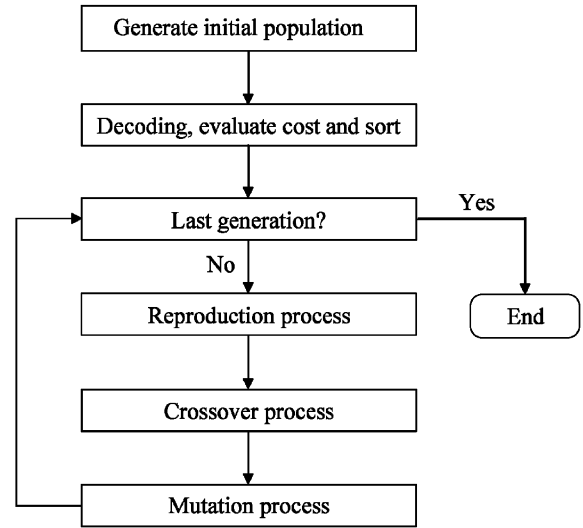 Generate initial population
Decoding, evaluate cost and sort
Last generation?
Yes
No
Reproduction process
End
Crossover process
Mutation process